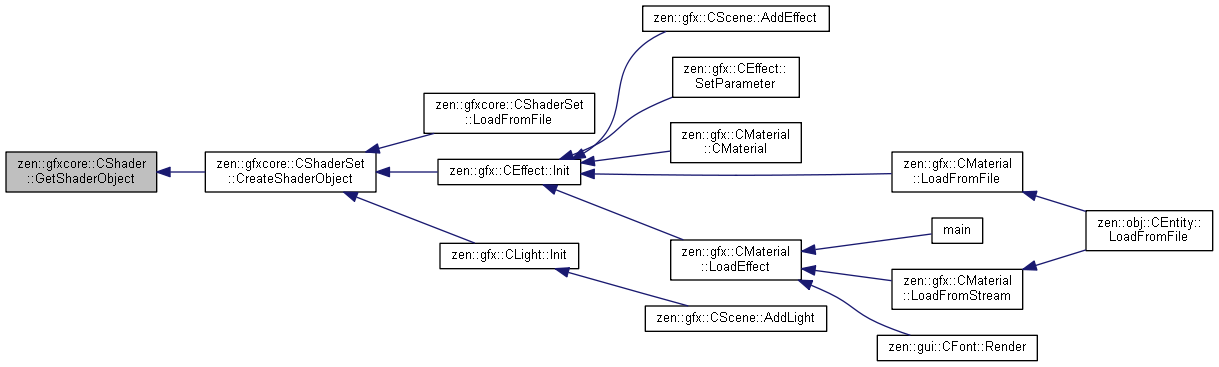 zen::gfxcore::CShader
::GetShaderObject
zen::gfxcore::CShaderSet
::CreateShaderObject
zen::gfxcore::CShaderSet
::LoadFromFile
zen::gfx::CEffect::Init
zen::gfx::CLight::Init
zen::gfx::CScene::AddEffect
zen::gfx::CEffect::
SetParameter
zen::gfx::CMaterial
::CMaterial
zen::gfx::CMaterial
::LoadEffect
zen::gfx::CScene::AddLight
zen::gfx::CMaterial
::LoadFromFile
main
zen::gfx::CMaterial
::LoadFromStream
zen::gui::CFont::Render
zen::obj::CEntity::
LoadFromFile